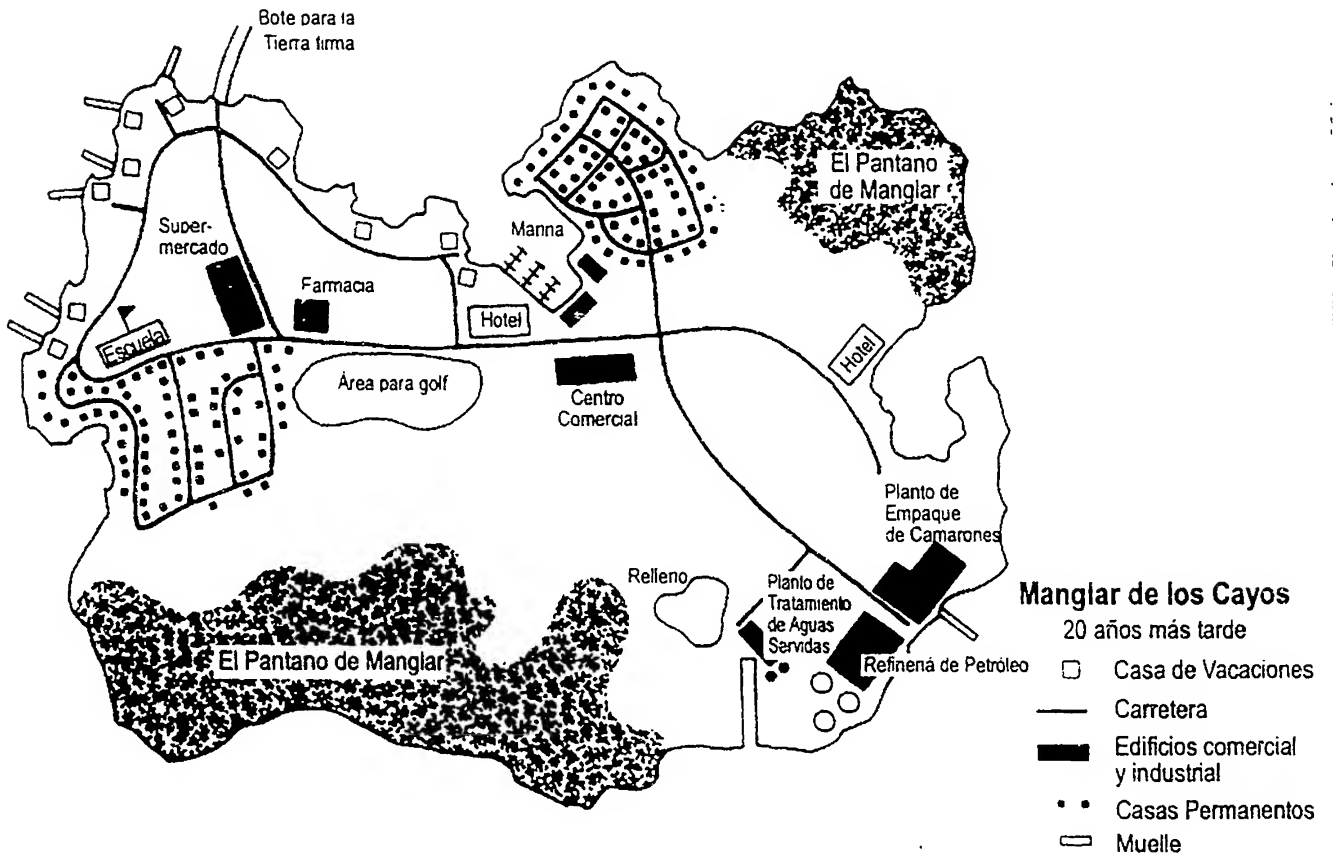 Bote para la
Tierra firma
El Pantano
de Manglar
Super-
mercado
Manna
Farmacia
Hotel
Escuela
Hotel
Área para golf
Centro
Comercial
Planto de
Empaque
de Camarones
Relleno
Planto de
Tratamiento
de Aguas
Servidas
El Pantano de Manglar
Refinená de Petróleo
Manglar de los Cayos
20 años más tarde
Casa de Vacaciones
Carretera
Edificios comercial
y industrial
Casas Permanentos
Muelle